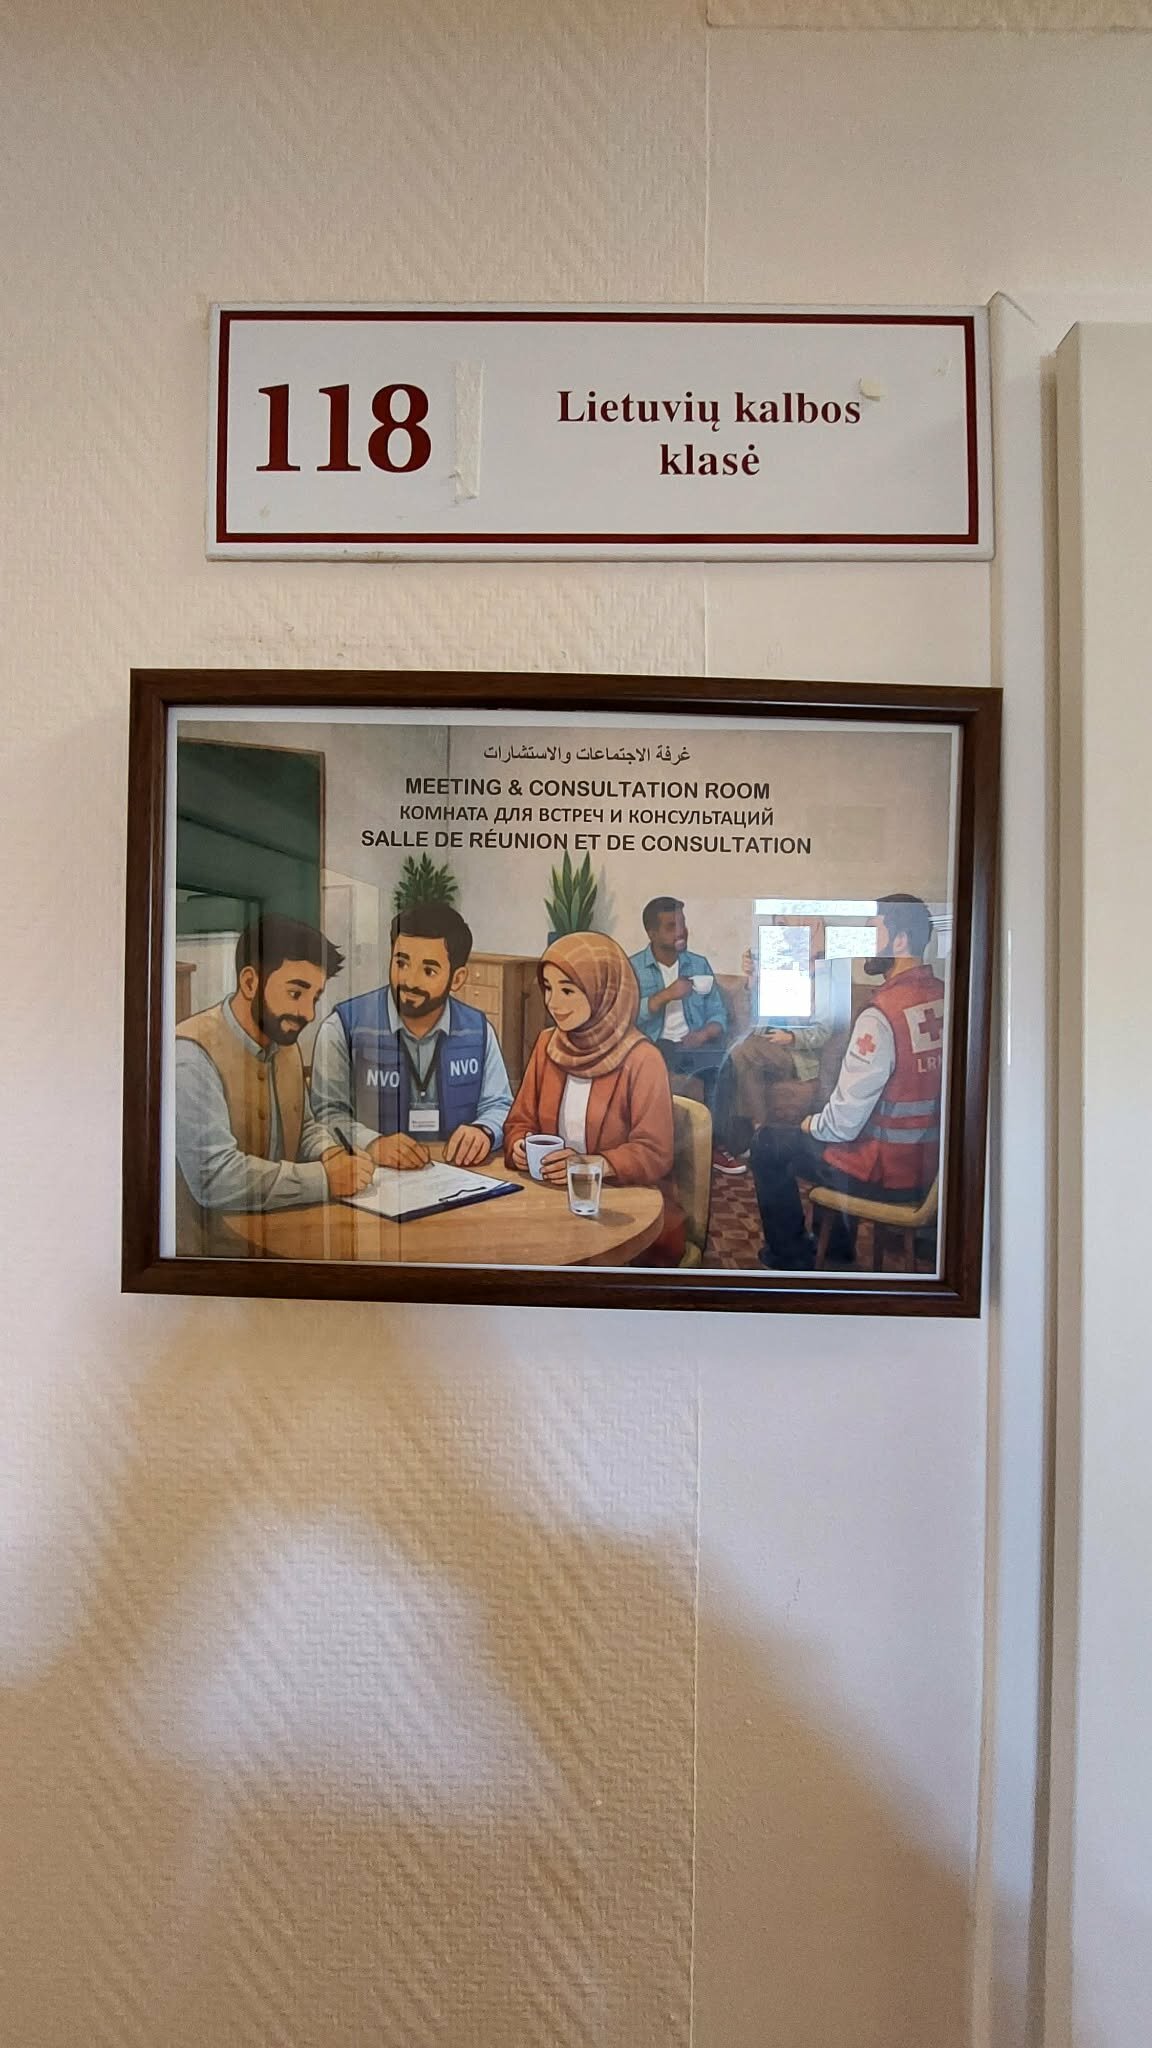 118
Lietuvių kalbos
klasė
غرفة الاجتماعات والاستشارات
MEETING & CONSULTATION ROOM
КОМНАТА ДЛЯ ВСТРЕЧ И КОНСУЛЬТАЦИЙ
SALLE DE RÉUNION ET DE CONSULTATION
NVO NVO